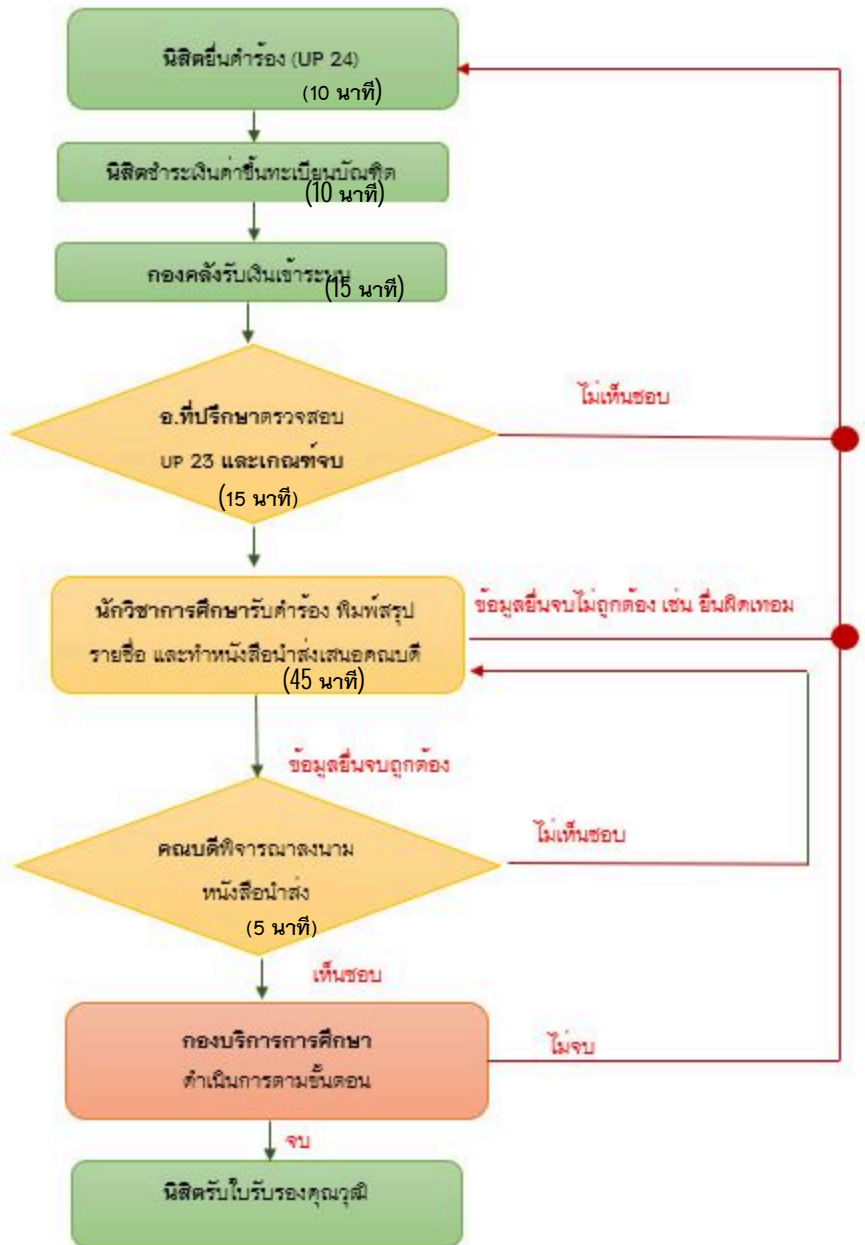 นิสิตยื่นคำร้อง (UP 24)
(10 นาที)
นิสิตชำระเงินค่าขึ้นทะเบียนบัณฑิต
(10 นาที)
กองคลังรับเงินเข้าระบบ
(15 นาที)
อ.ที่ปรึกษาตรวจสอบ
UP 23 และเกณฑ์จบ
(15 นาที)
ไม่เห็นชอบ
นักวิชาการศึกษารับคำร้อง พิมพ์สรุป
รายชื่อ และทำหนังสือนำส่งเสนอคณบดี
(45 นาที)
ข้อมูลยื่นจบไม่ถูกต้อง เช่น ยื่นผิดเทอม
ข้อมูลยื่นจบถูกต้อง
คณบดีพิจารณาลงนาม
หนังสือนำส่ง
(5 นาที)
ไม่เห็นชอบ
เห็นชอบ
กองบริการการศึกษา
ดำเนินการตามขั้นตอน
ไม่จบ
จบ
นิสิตรับใบรับรองคุณวุฒิ